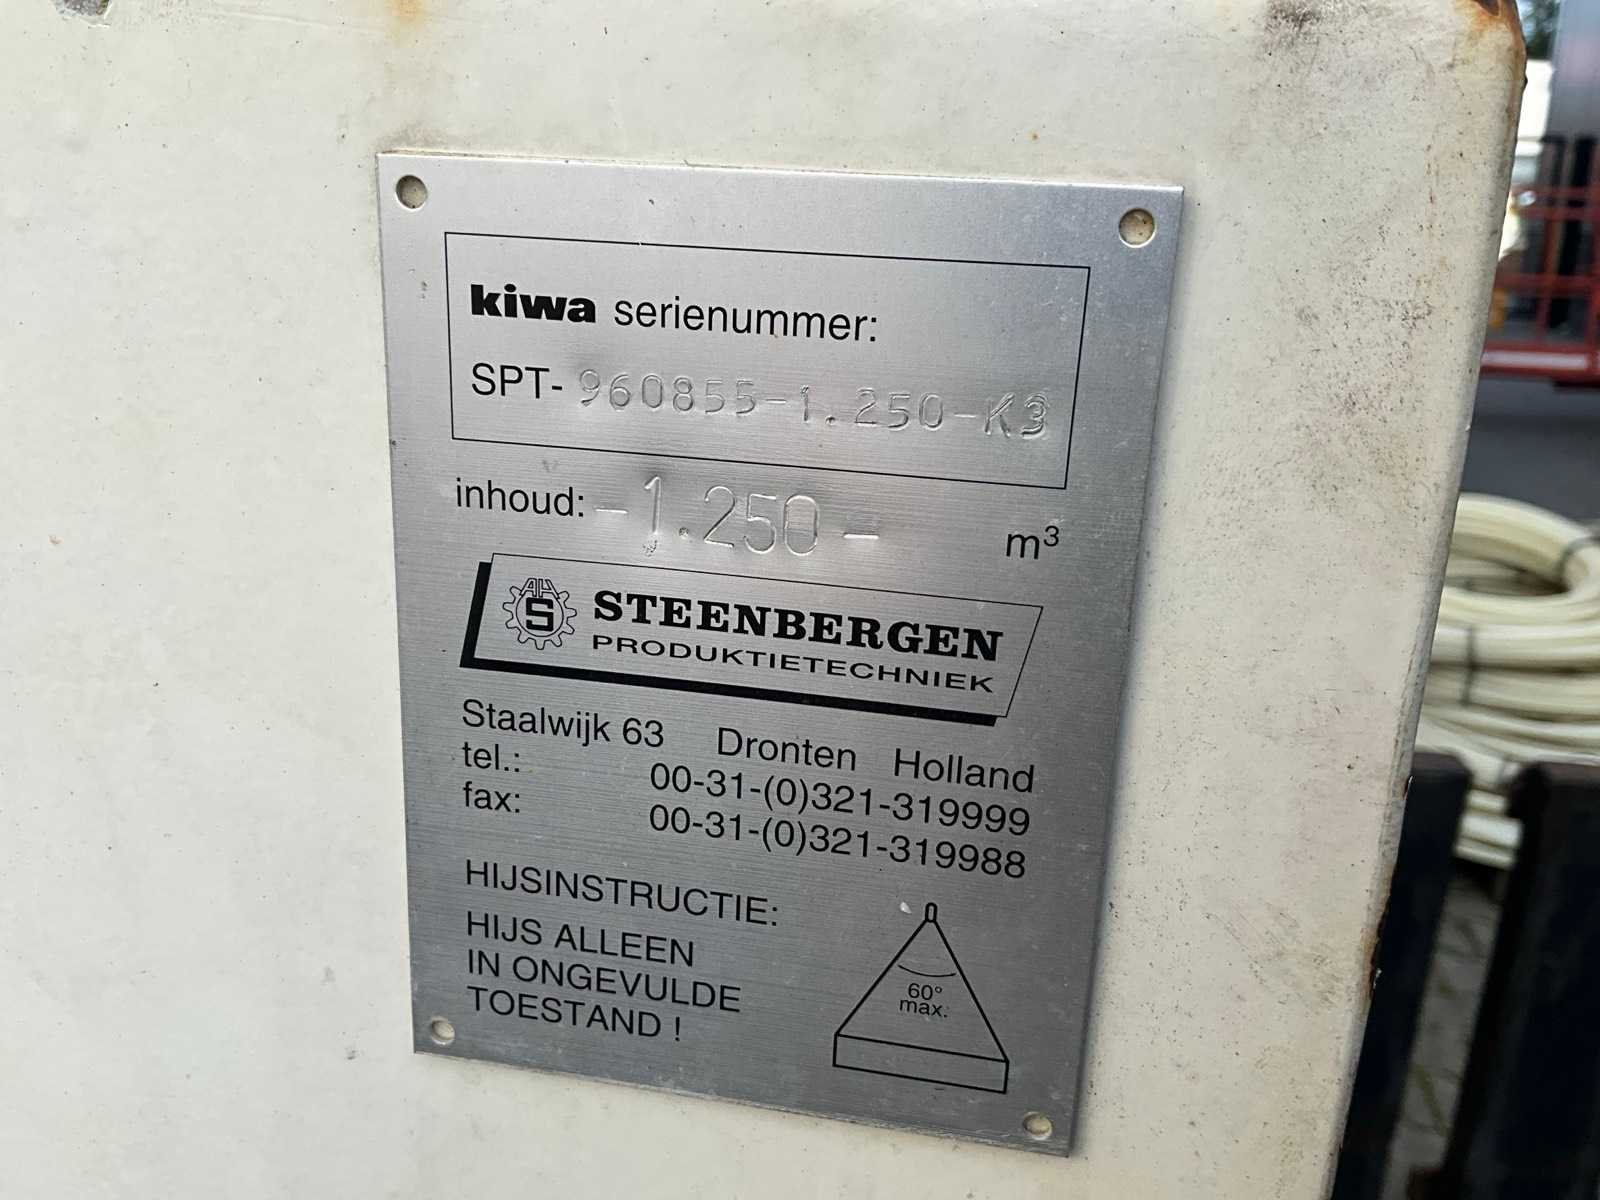 kiwa serienummer:
SPT- 960855-1.250-K3
inhoud: -1.250- m³
AH
S
STEENBERGEN
PRODUKTIETECHNIEK
Staalwijk 63 Dronten Holland
tel.: 00-31-(0)321-319999
fax: 00-31-(0)321-319988
HIJSINSTRUCTIE:
HIJS ALLEEN
IN ONGEVULDE
TOESTAND !
60°
max.